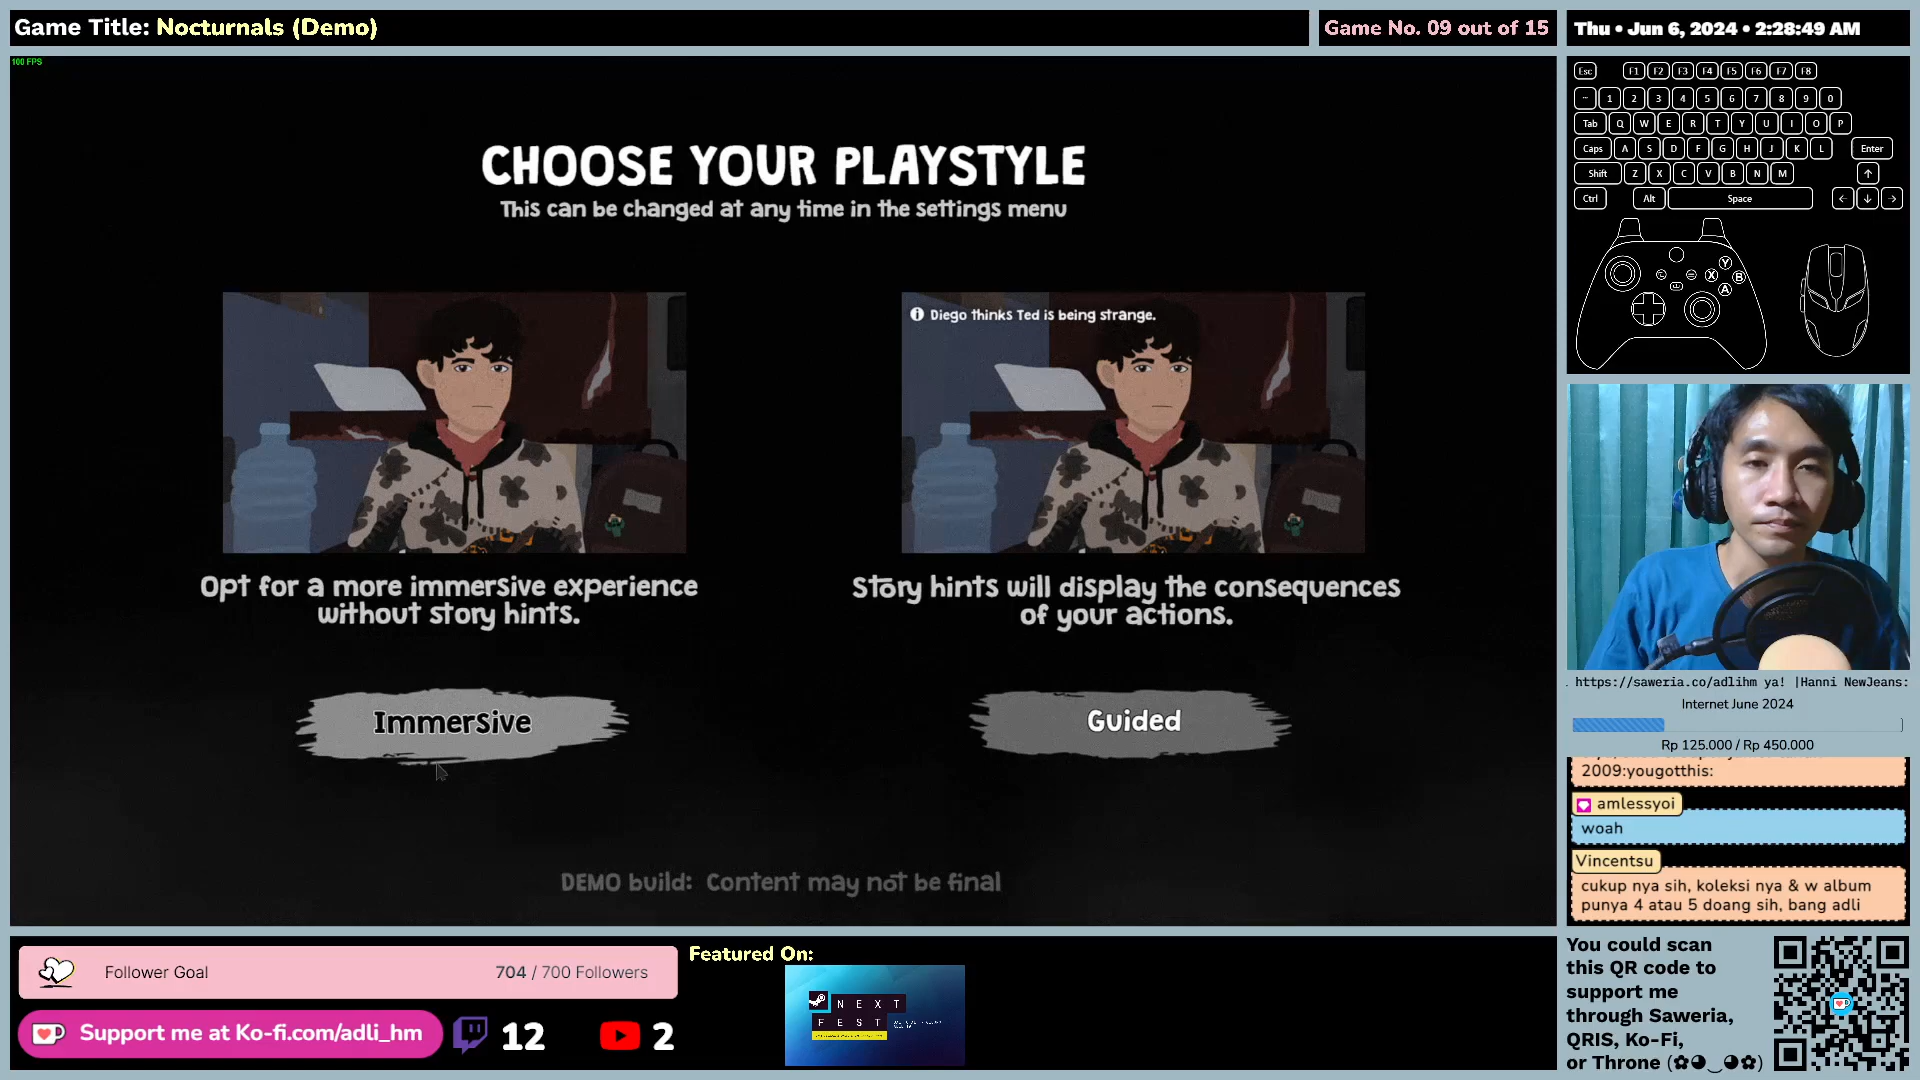 Game Title: Nocturnals (Demo)
Game No. 09 out of 15
Thu • Jun 6, 2024 • 2:28:49 AM
100 FPS
CHOOSE YOUR PLAYSTYLE
This can be changed at any time in the settings menu
Diego thinks Ted is being strange.
Opt for a more immersive experience
without story hints.
Story hints will display the consequences
of your actions.
Immersive
Guided
DEMO build: Content may not be final
Esc F1 F2 F3 F4 F5 F6 F7 F8
~ 1 2 3 4 5 6 7 8 9 0
Tab Q W E R T Y U I O P
Caps A S D F G H J K L Enter
Shift Z X C V B N M ↑
Ctrl Alt Space ← ↓ →
Y
X B
A
https://saweria.co/adlihm ya! |Hanni NewJeans:
Internet June 2024
Rp 125.000 / Rp 450.000
2009:yougotthis:
amlessyoi
woah
Vincentsu
cukup nya sih, koleksi nya & w album
punya 4 atau 5 doang sih, bang adli
Follower Goal
704 / 700 Followers
Support me at Ko-fi.com/adli_hm
12
2
Featured On:
NEXT
FEST
You could scan
this QR code to
support me
through Saweria,
QRIS, Ko-Fi,
or Throne (✿◕‿◕✿)